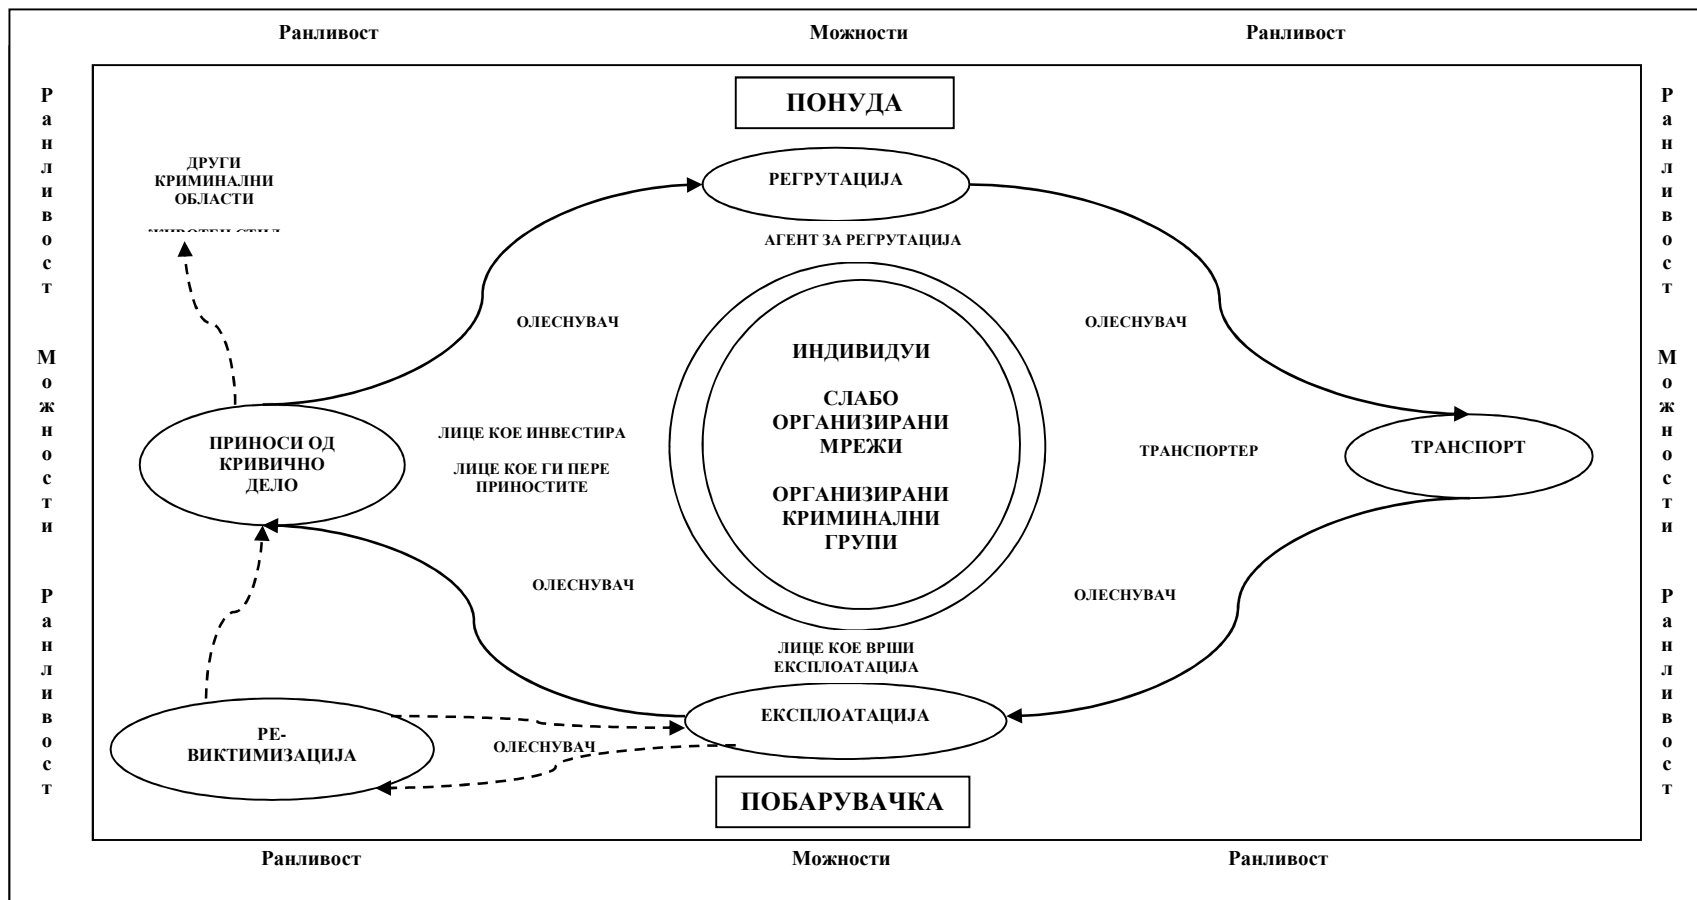 Ранливост
Можности
Ранливост
Ранливост
Можности
Ранливост
ПОНУДА
ДРУГИ
КРИМИНАЛНИ
ОБЛАСТИ
РЕГРУТАЦИЈА
АГЕНТ ЗА РЕГРУТАЦИЈА
ОЛЕСНУВАЧ
ОЛЕСНУВАЧ
ИНДИВИДУИ
СЛАБО
ОРГАНИЗИРАНИ
МРЕЖИ
ОРГАНИЗИРАНИ
КРИМИНАЛНИ
ГРУПИ
ПРИНОСИ ОД
КРИВИЧНО
ДЕЛО
ЛИЦЕ КОЕ ИНВЕСТИРА
ЛИЦЕ КОЕ ГИ ПЕРЕ
ПРИНОСТИТЕ
ТРАНСПОРТЕР
ТРАНСПОРТ
ОЛЕСНУВАЧ
ОЛЕСНУВАЧ
ЛИЦЕ КОЕ ВРШИ
ЕКСПЛОАТАЦИЈА
ЕКСПЛОАТАЦИЈА
РЕ-
ВИКТИМИЗАЦИЈА
ОЛЕСНУВАЧ
ПОБАРУВАЧКА
Ранливост
Можности
Ранливост
Ранливост
Можности
Ранливост